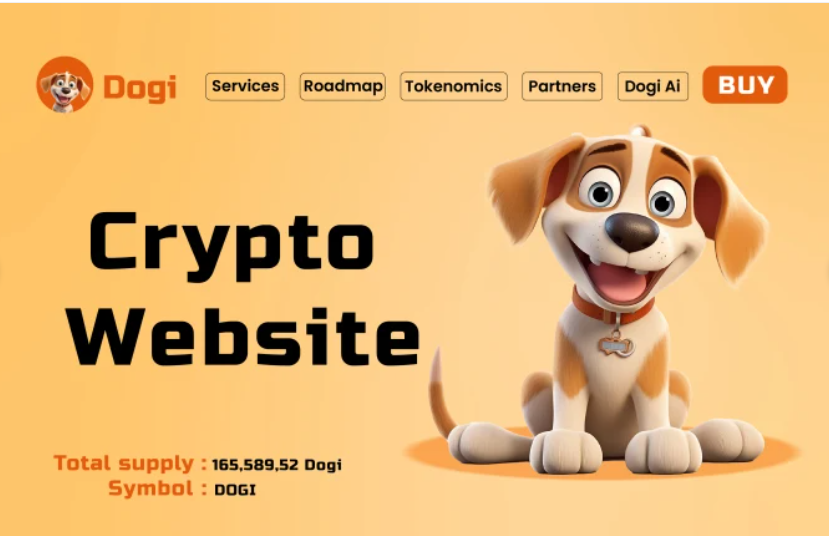 Dogi
Services Roadmap Tokenomics Partners Dogi Ai BUY
Crypto
Website
Total supply : 165,589,52 Dogi
Symbol : DOGI